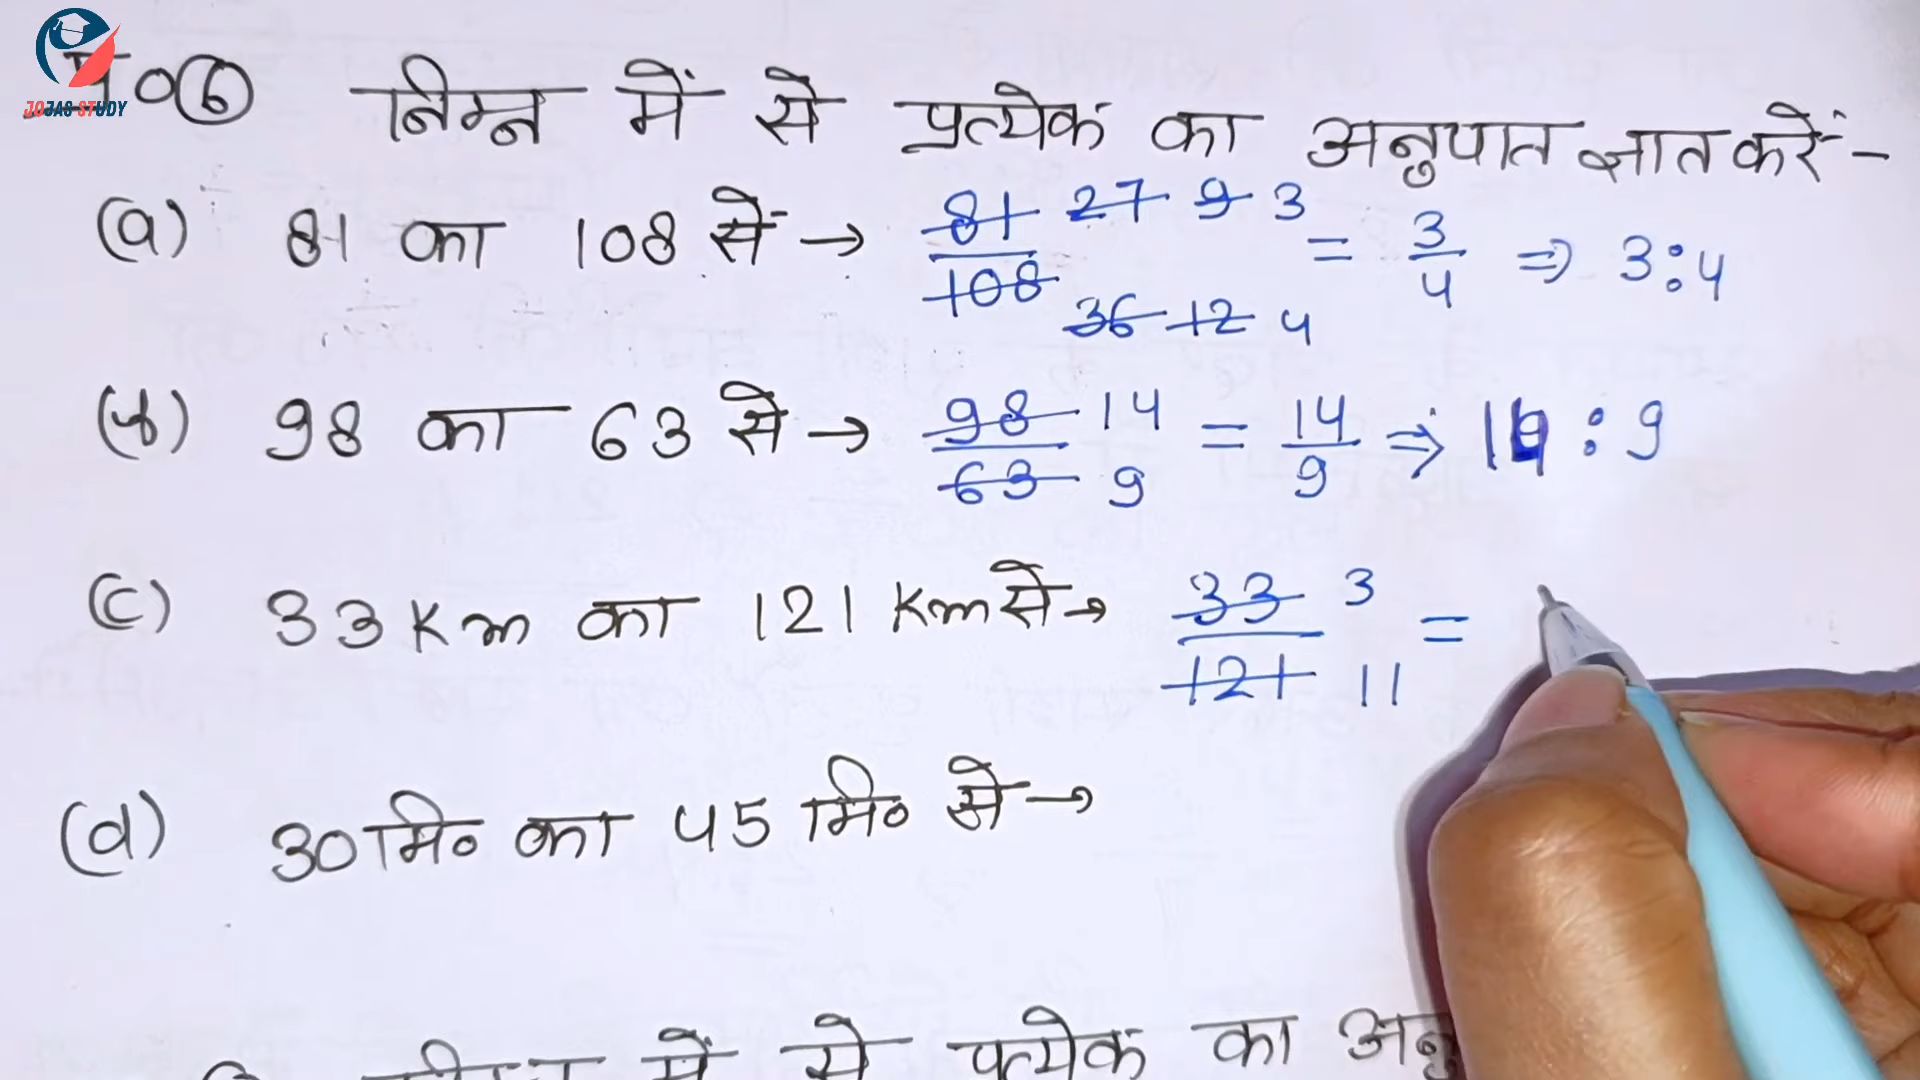 JOJAS STUDY
प्र०⑥ निम्न में से प्रत्येक का अनुपात ज्ञात करें-
(a) 81 का 108 से → 81/108 27 9 3 36 12 4 = 3/4 ⇒ 3:4
(b) 98 का 63 से → 98/63 14 9 = 14/9 ⇒ 14 : 9
(c) 33 Km का 121 Km से → 33/121 3 11 =
(d) 30 मि० का 45 मि० से →
में से प्रत्येक का